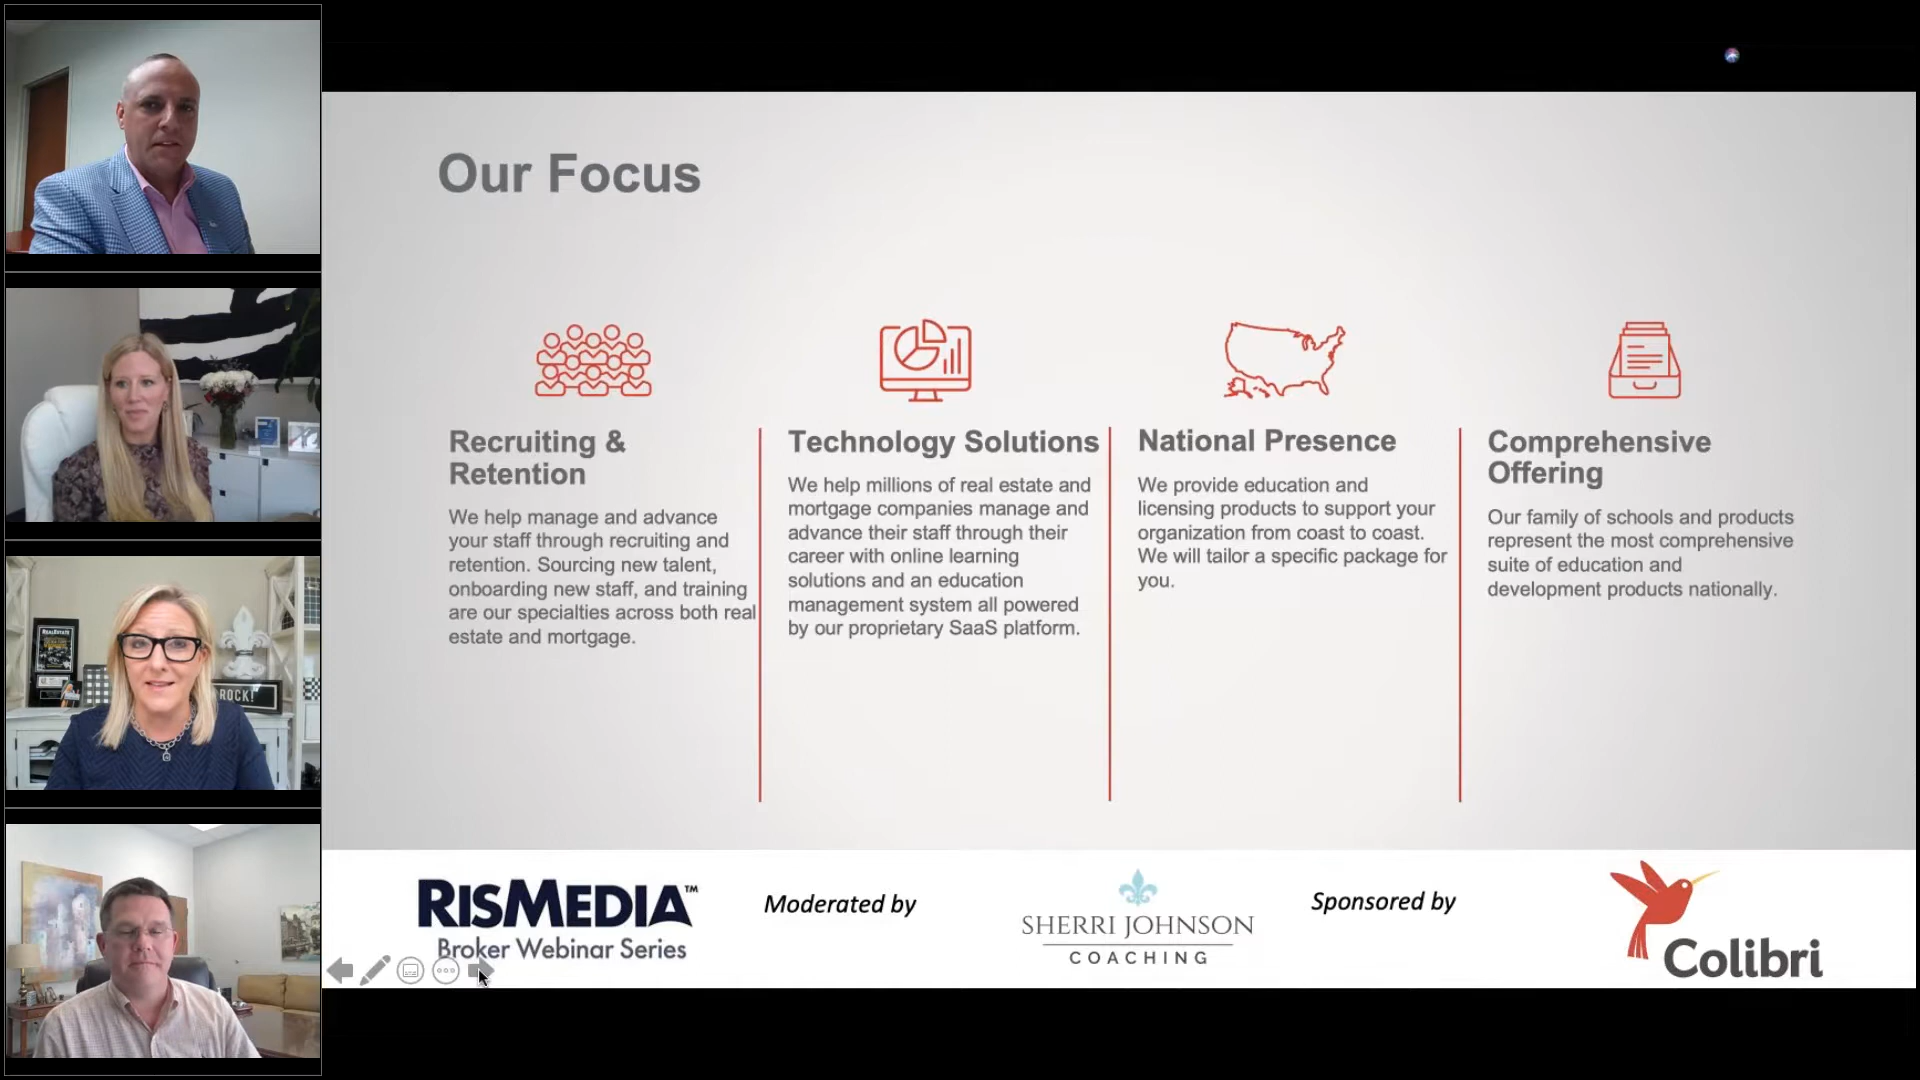 Our Focus
Recruiting &
Retention
We help manage and advance
your staff through recruiting and
retention. Sourcing new talent,
onboarding new staff, and training
are our specialties across both real
estate and mortgage.
Technology Solutions
We help millions of real estate and
mortgage companies manage and
advance their staff through their
career with online learning
solutions and an education
management system all powered
by our proprietary SaaS platform.
National Presence
We provide education and
licensing products to support your
organization from coast to coast.
We will tailor a specific package for
you.
Comprehensive
Offering
Our family of schools and products
represent the most comprehensive
suite of education and
development products nationally.
REALESTATE
ROCK!
RISMEDIA™
Broker Webinar Series
Moderated by
SHERRI JOHNSON
COACHING
Sponsored by
Colibri